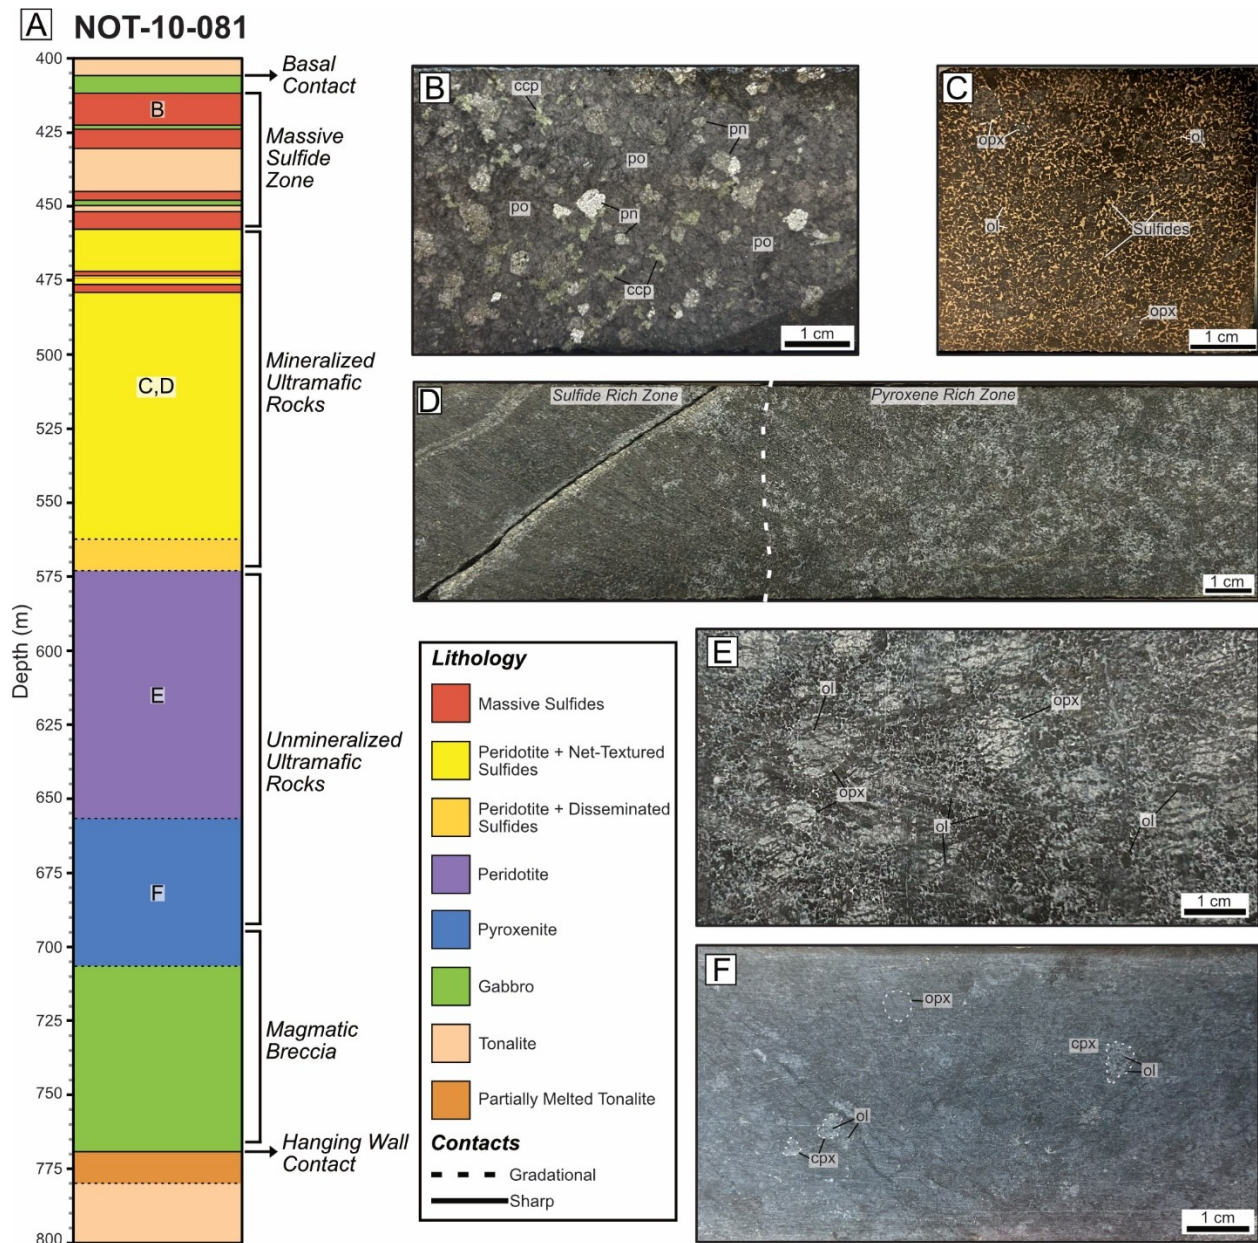 A NOT-10-081
400
425
450
475
500
525
550
575
600
625
650
675
700
725
750
775
800
Depth (m)
B
C,D
E
F
Basal
Contact
Massive
Sulfide
Zone
Mineralized
Ultramafic
Rocks
Unmineralized
Ultramafic
Rocks
Magmatic
Breccia
Hanging Wall
Contact
B
ccp
pn
po
po
pn
po
ccp
1 cm
C
opx
ol
ol
Sulfides
opx
1 cm
D
Sulfide Rich Zone
Pyroxene Rich Zone
1 cm
Lithology
Massive Sulfides
Peridotite + Net-Textured
Sulfides
Peridotite + Disseminated
Sulfides
Peridotite
Pyroxenite
Gabbro
Tonalite
Partially Melted Tonalite
Contacts
Gradational
Sharp
E
ol
opx
opx
ol
ol
1 cm
F
opx
cpx
ol
ol
cpx
1 cm